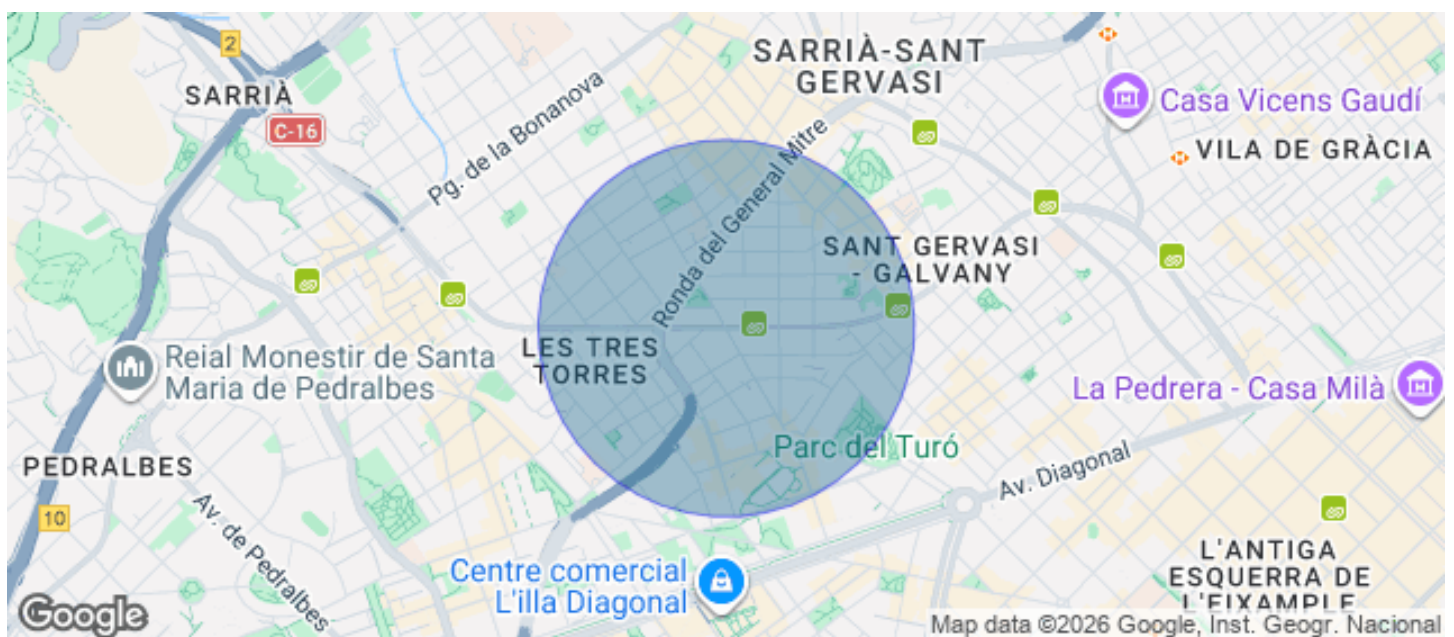 SARRIÀ-SANT
GERVASI
2
SARRIÀ
C-16
Casa Vicens Gaudí
Pg. de la Bonanova
Ronda del General Mitre
VILA DE GRÀCIA
SANT GERVASI
- GALVANY
LES TRES
TORRES
Reial Monestir de Santa
Maria de Pedralbes
La Pedrera - Casa Milà
Parc del Turó
PEDRALBES
Av. Diagonal
10
Av. de Pedralbes
Centre comercial
L'illa Diagonal
L'ANTIGA
ESQUERRA DE
L'EIXAMPLE
Google
Map data ©2026 Google, Inst. Geogr. Nacional